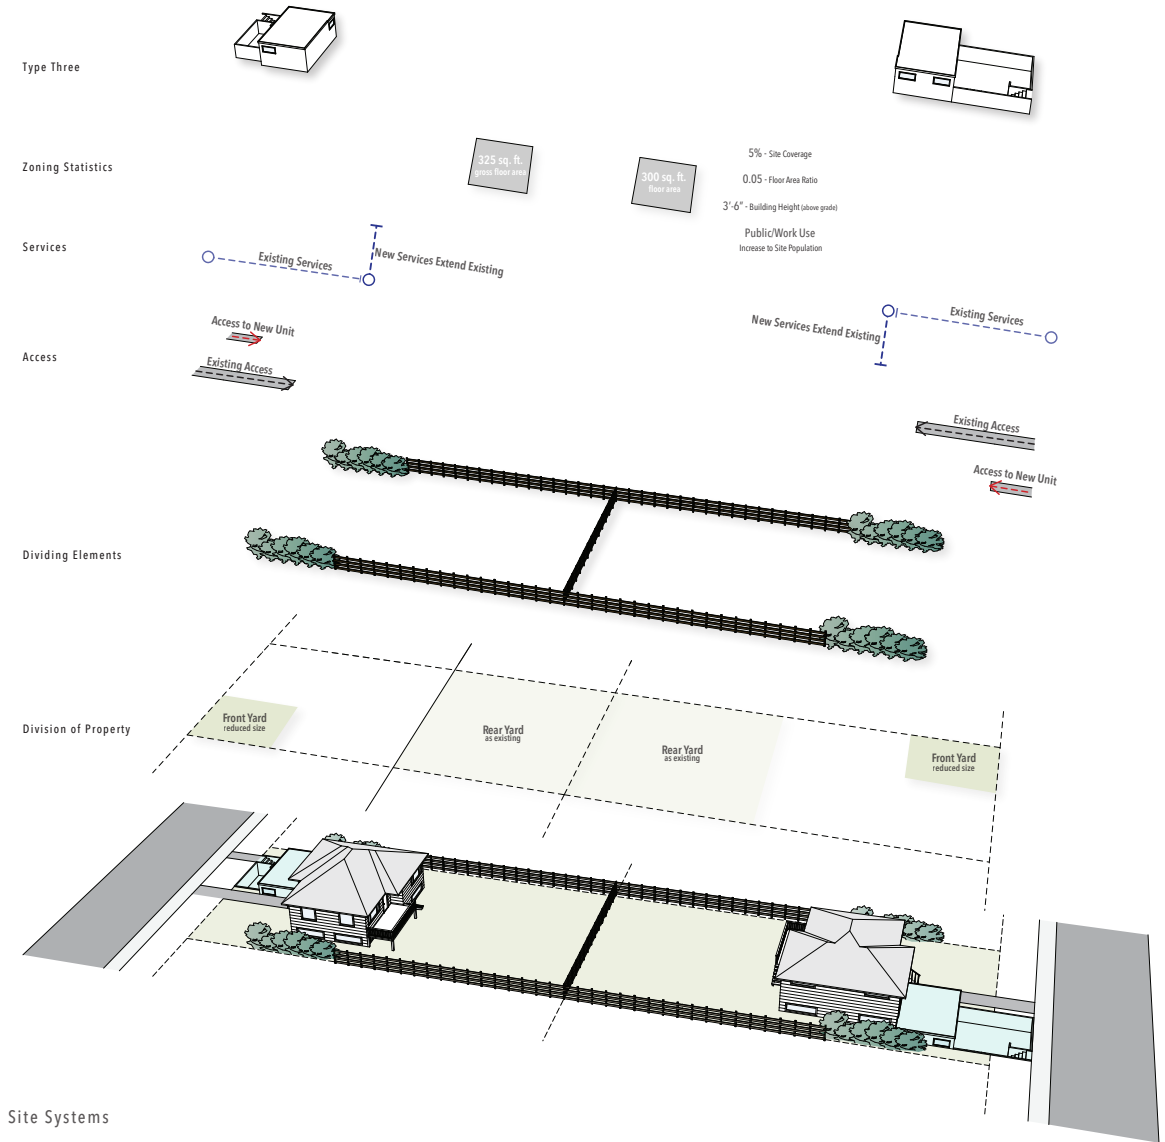 Type Three
Zoning Statistics
325 sq. ft.
gross floor area
300 sq. ft.
floor area
5% - Site Coverage
0.05 - Floor Area Ratio
3'-6" - Building Height (above grade)
Public/Work Use
Increase to Site Population
Services
Existing Services
New Services Extend Existing
New Services Extend Existing
Existing Services
Access
Access to New Unit
Existing Access
Existing Access
Access to New Unit
Dividing Elements
Division of Property
Front Yard
reduced size
Rear Yard
as existing
Rear Yard
as existing
Front Yard
reduced size
Site Systems